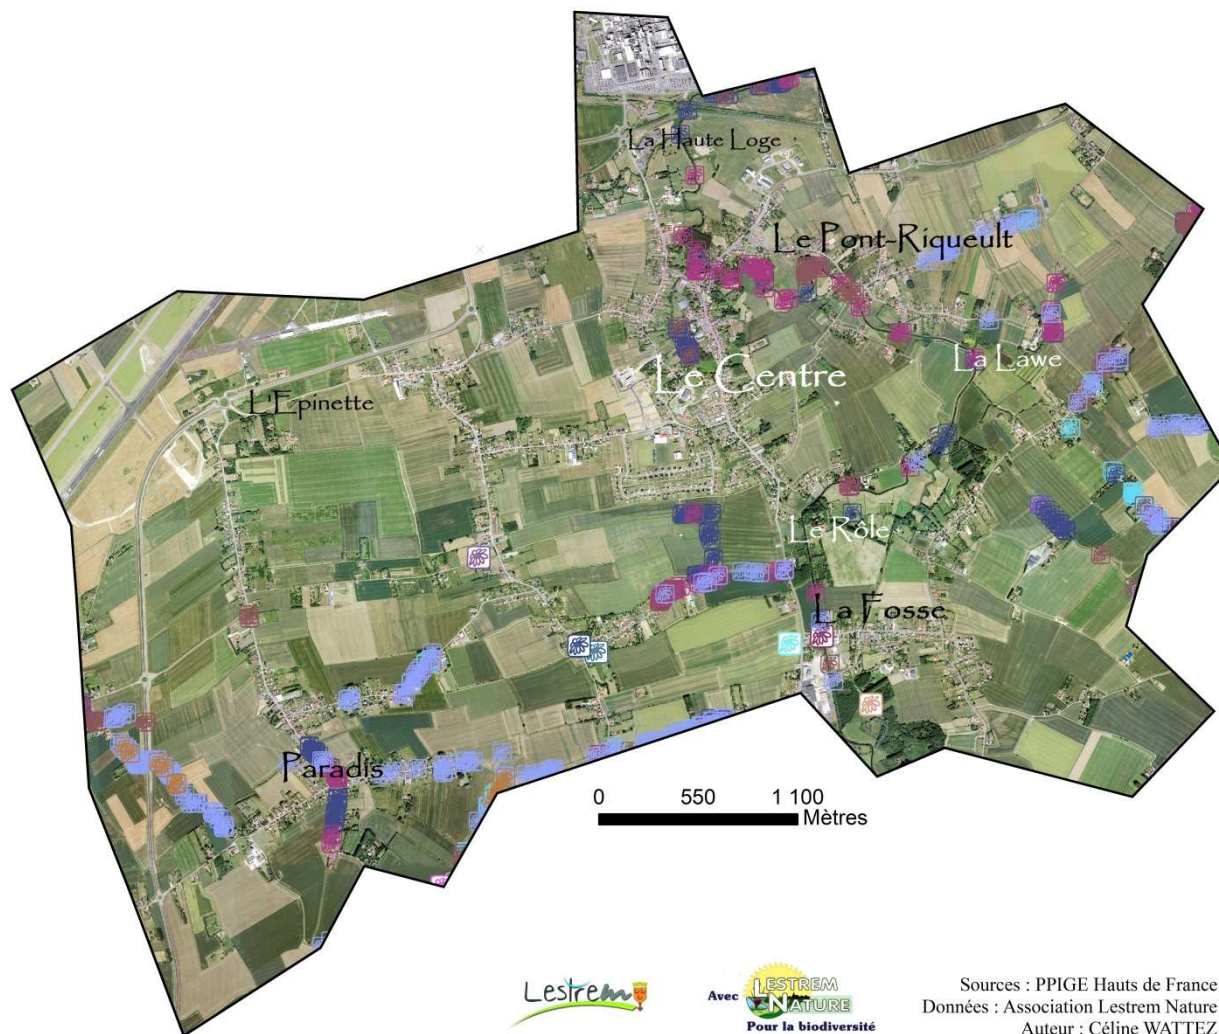 La Haute Loge
Le Pont-Riqueult
La Lawe
Le Centre
L'Epinette
Le Rôle
La Fosse
Paradis
0 550 1 100
Mètres
Lestrem
Avec LESTREM
NATURE
Pour la biodiversité
Sources : PPIGE Hauts de France
Données : Association Lestrem Nature
Auteur : Céline WATTEZ